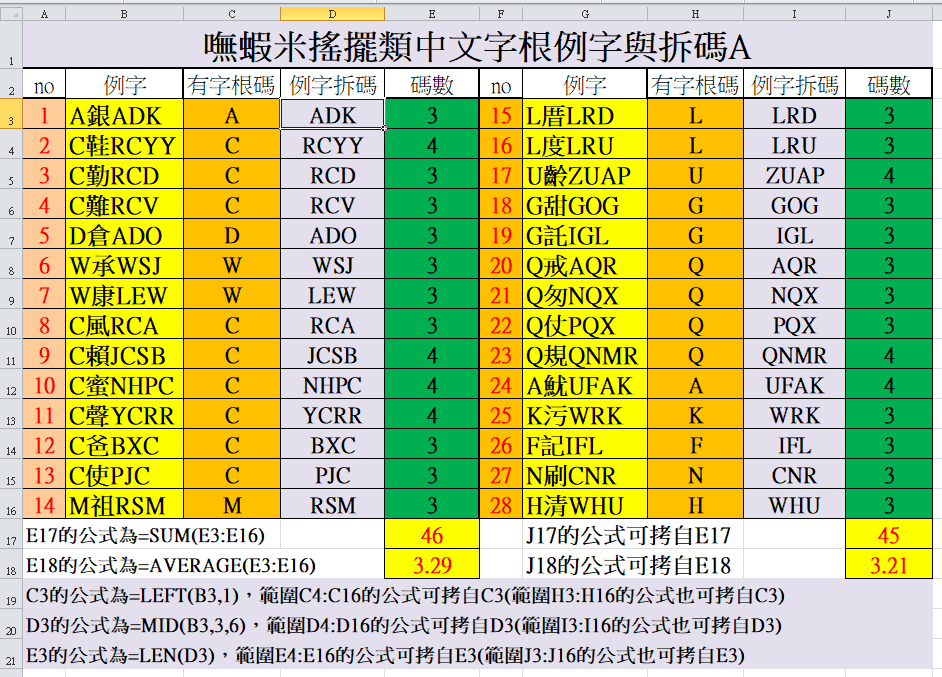 A B C D E F G H I J
1 嘸蝦米搖擺類中文字根例字與拆碼A
2 no 例字 有字根碼 例字拆碼 碼數 no 例字 有字根碼 例字拆碼 碼數
3 1 A銀ADK A ADK 3 15 L厝LRD L LRD 3
4 2 C鞋RCYY C RCYY 4 16 L度LRU L LRU 3
5 3 C勤RCD C RCD 3 17 U齡ZUAP U ZUAP 4
6 4 C難RCV C RCV 3 18 G甜GOG G GOG 3
7 5 D倉ADO D ADO 3 19 G託IGL G IGL 3
8 6 W承WSJ W WSJ 3 20 Q戒AQR Q AQR 3
9 7 W康LEW W LEW 3 21 Q匆NQX Q NQX 3
10 8 C風RCA C RCA 3 22 Q仗PQX Q PQX 3
11 9 C賴JCSB C JCSB 4 23 Q規QNMR Q QNMR 4
12 10 C蜜NHPC C NHPC 4 24 A魷UFAK A UFAK 4
13 11 C聲YCRR C YCRR 4 25 K污WRK K WRK 3
14 12 C爸BXC C BXC 3 26 F記IFL F IFL 3
15 13 C使PJC C PJC 3 27 N刷CNR N CNR 3
16 14 M祖RSM M RSM 3 28 H清WHU H WHU 3
17 E17的公式為=SUM(E3:E16) 46 J17的公式可拷自E17 45
18 E18的公式為=AVERAGE(E3:E16) 3.29 J18的公式可拷自E18 3.21
19 C3的公式為=LEFT(B3,1)，範圍C4:C16的公式可拷自C3(範圍H3:H16的公式也可拷自C3)
20 D3的公式為=MID(B3,3,6)，範圍D4:D16的公式可拷自D3(範圍I3:I16的公式也可拷自D3)
21 E3的公式為=LEN(D3)，範圍E4:E16的公式可拷自E3(範圍J3:J16的公式也可拷自E3)